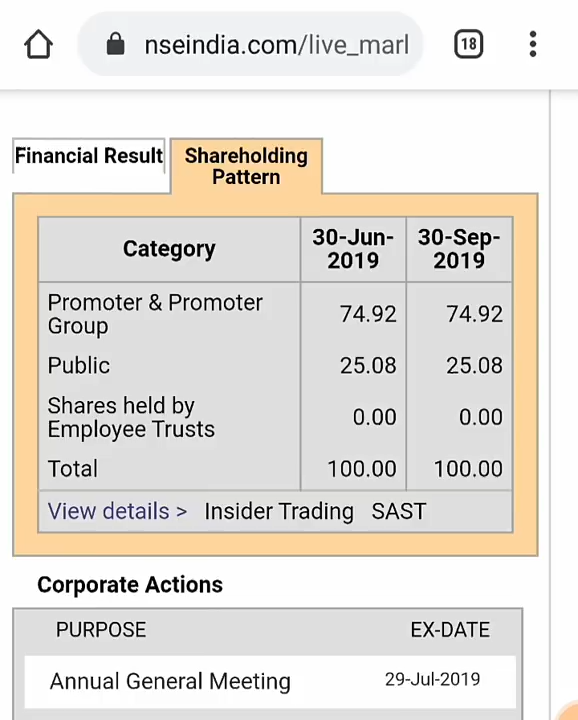 nseindia.com/live_marl
18
Financial Result
Shareholding
Pattern
Category
30-Jun-
2019
30-Sep-
2019
Promoter & Promoter
Group
74.92
74.92
Public
25.08
25.08
Shares held by
Employee Trusts
0.00
0.00
Total
100.00
100.00
View details > Insider Trading SAST
Corporate Actions
PURPOSE
EX-DATE
Annual General Meeting
29-Jul-2019